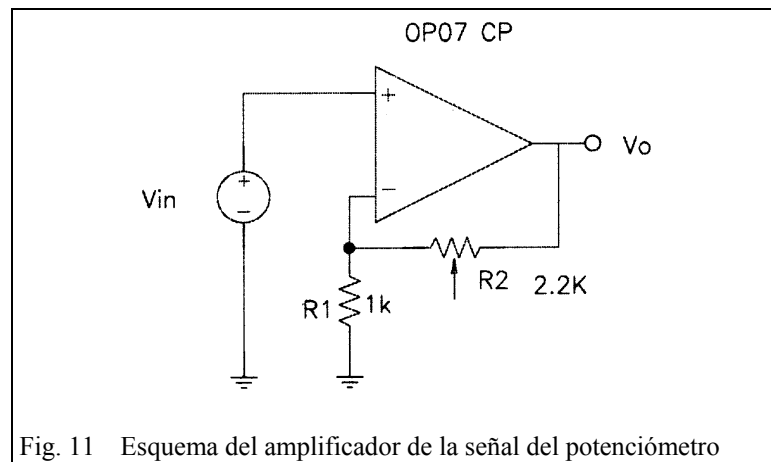 OP07 CP
+
Vo
+
Vin
−
−
R2 2.2K
R1 1k
Fig. 11 Esquema del amplificador de la señal del potenciómetro